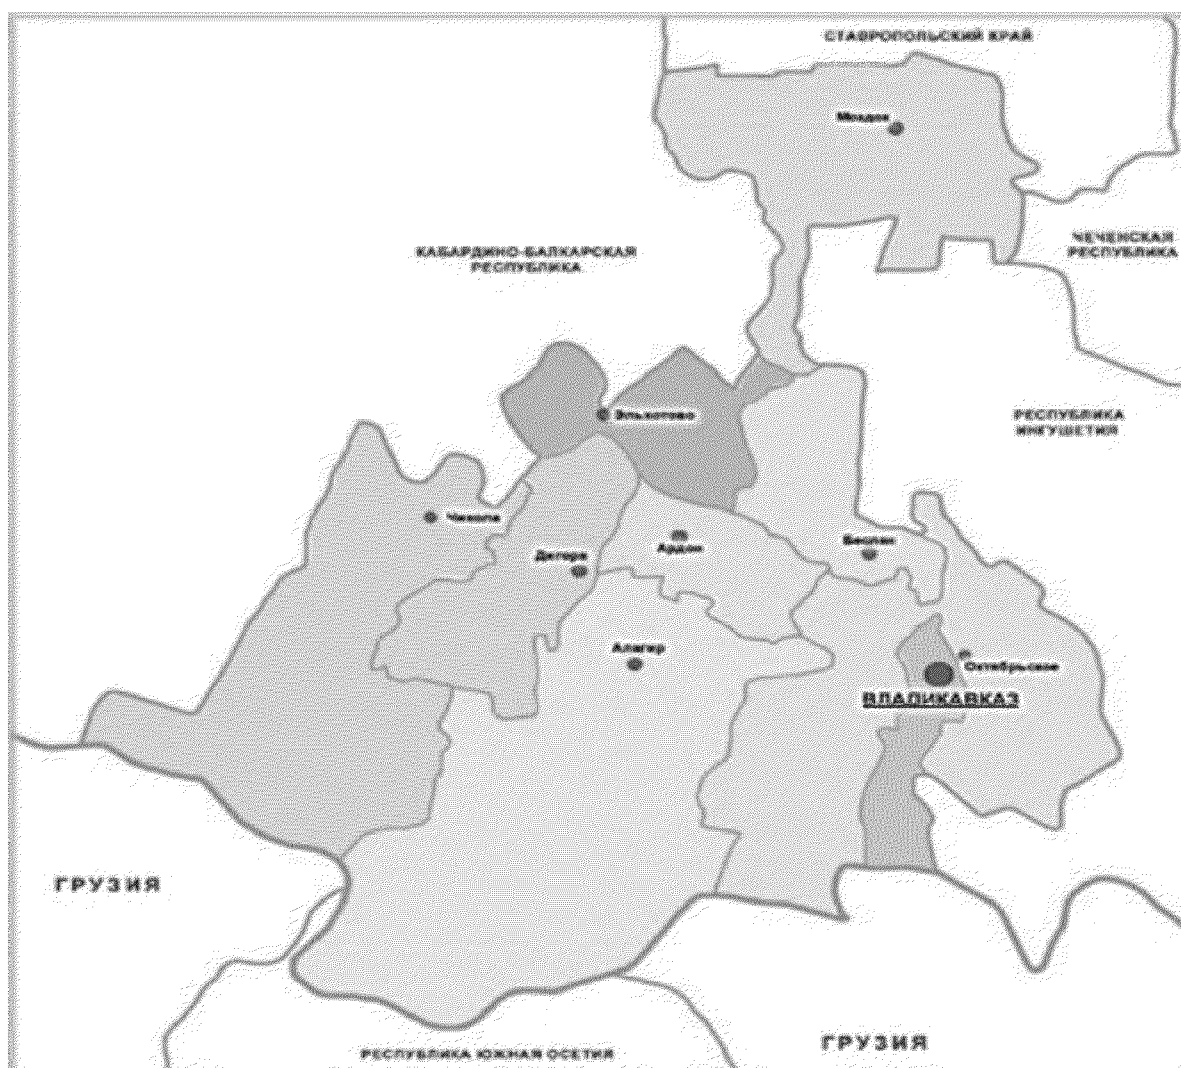 СТАВРОПОЛЬСКИЙ КРАЙ
Моздок
ЧЕЧЕНСКАЯ
РЕСПУБЛИКА
КАБАРДИНО-БАЛКАРСКАЯ
РЕСПУБЛИКА
РЕСПУБЛИКА
ИНГУШЕТИЯ
Эльхотово
Чикола
Дигора
Ардон
Беслан
Алагир
Октябрьское
ВЛАДИКАВКАЗ
ГРУЗИЯ
ГРУЗИЯ
РЕСПУБЛИКА ЮЖНАЯ ОСЕТИЯ